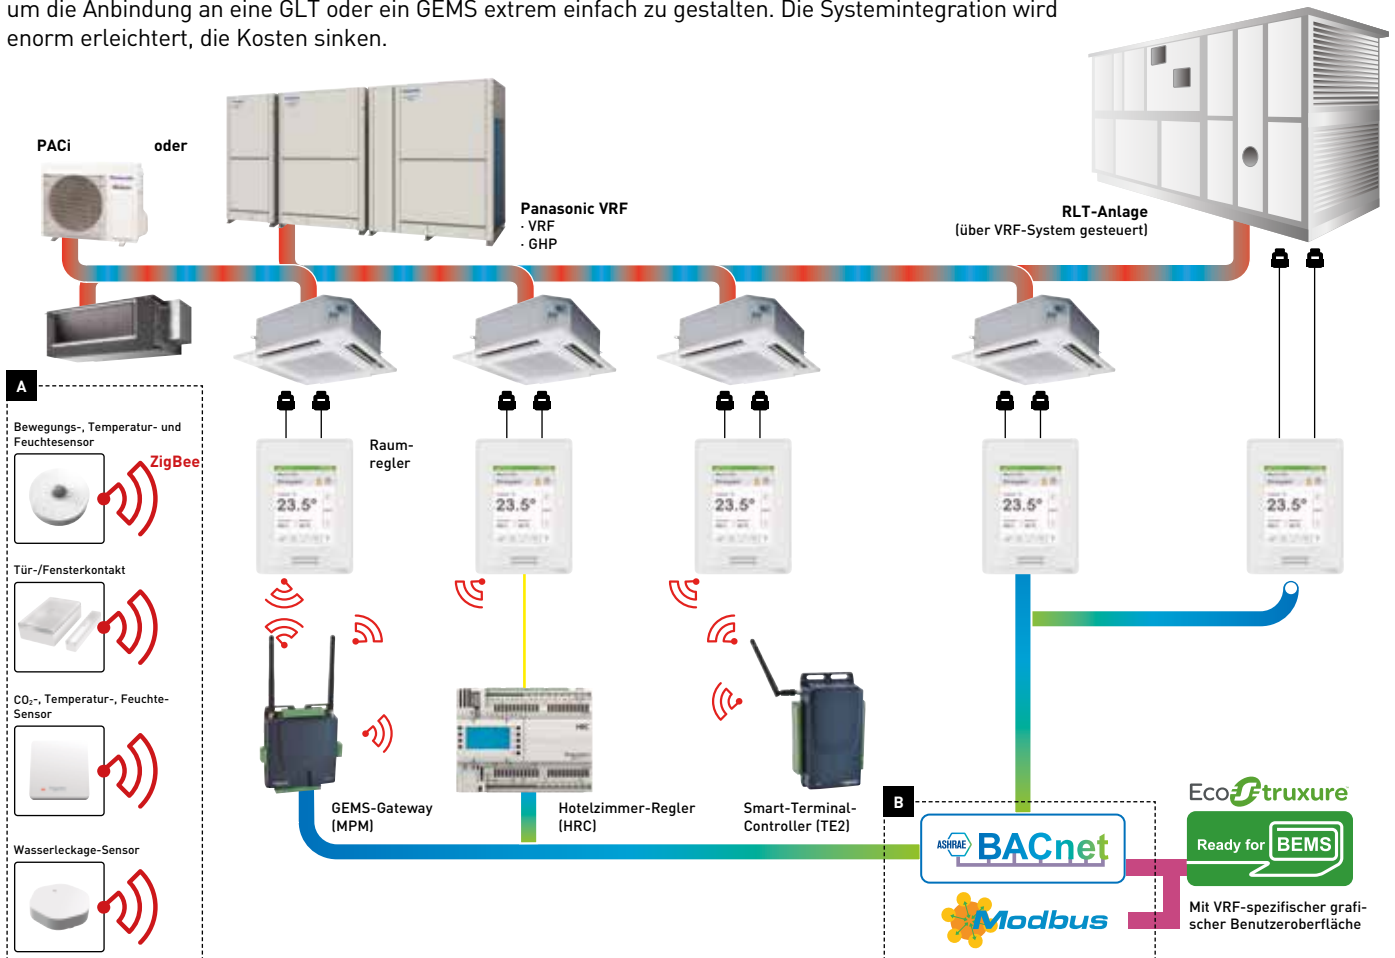 um die Anbindung an eine GLT oder ein GEMS extrem einfach zu gestalten. Die Systemintegration wird
enorm erleichtert, die Kosten sinken.
PACi
oder
Panasonic VRF
· VRF
· GHP
RLT-Anlage
(über VRF-System gesteuert)
A
Bewegungs-, Temperatur- und
Feuchtesensor
ZigBee
Tür-/Fensterkontakt
CO₂-, Temperatur-, Feuchte-
Sensor
Wasserleckage-Sensor
Raum-
regler
23.5°
23.5°
23.5°
23.5°
23.5°
HRC
GEMS-Gateway
(MPM)
Hotelzimmer-Regler
(HRC)
Smart-Terminal-
Controller (TE2)
B
ASHRAE BACnet
Modbus
EcoStruxure
Ready for BEMS
Mit VRF-spezifischer grafi-
scher Benutzeroberfläche